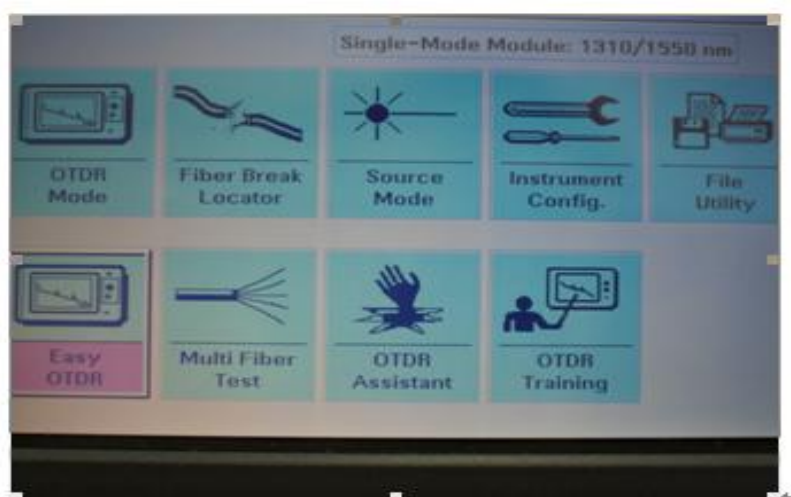 Single-Mode Module: 1310/1550 nm
OTDR
Mode
Fiber Break
Locator
Source
Mode
Instrument
Config.
File
Utility
Easy
OTDR
Multi Fiber
Test
OTDR
Assistant
OTDR
Training